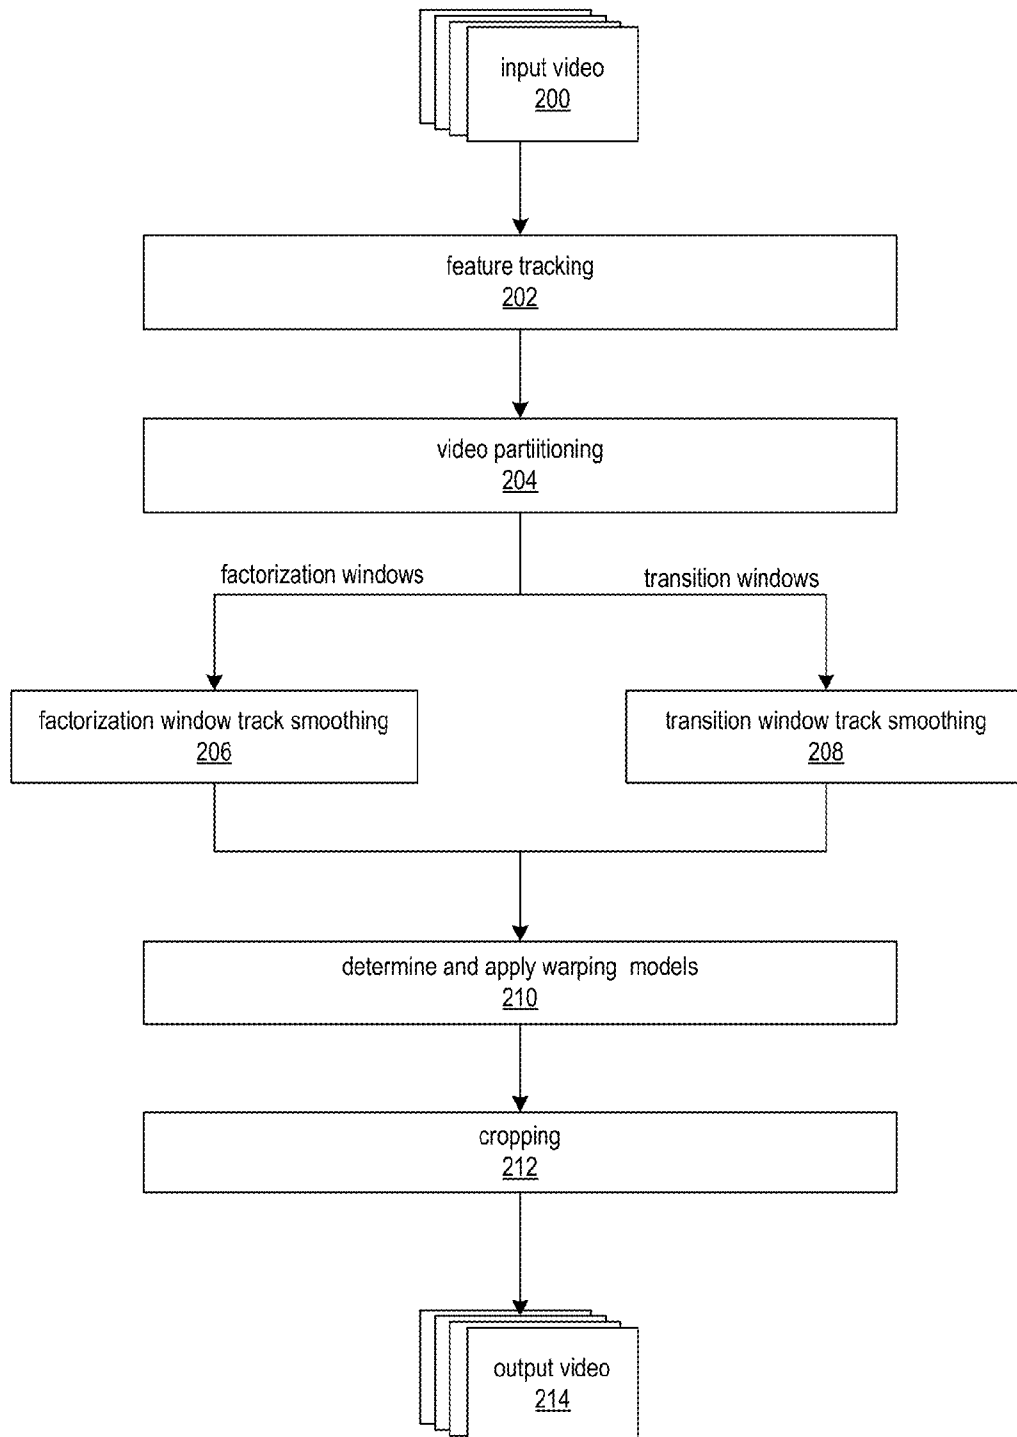 input video
200
feature tracking
202
video partiitioning
204
factorization windows
transition windows
factorization window track smoothing
206
transition window track smoothing
208
determine and apply warping models
210
cropping
212
output video
214